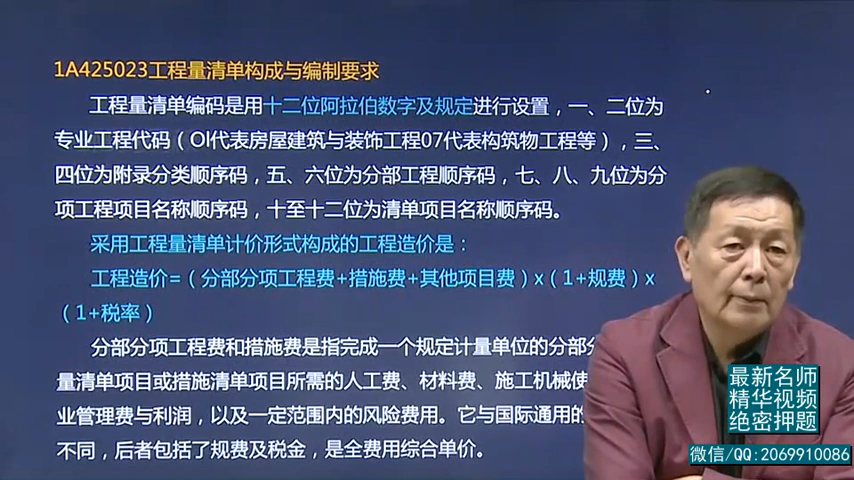 1A425023工程量清单构成与编制要求
工程量清单编码是用十二位阿拉伯数字及规定进行设置，一、二位为
专业工程代码（OI代表房屋建筑与装饰工程07代表构筑物工程等），三、
四位为附录分类顺序码，五、六位为分部工程顺序码，七、八、九位为分
项工程项目名称顺序码，十至十二位为清单项目名称顺序码。
采用工程量清单计价形式构成的工程造价是：
工程造价=（分部分项工程费+措施费+其他项目费）x（1+规费）x
（1+税率）
分部分项工程费和措施费是指完成一个规定计量单位的分部分
量清单项目或措施清单项目所需的人工费、材料费、施工机械使
业管理费与利润，以及一定范围内的风险费用。它与国际通用的
不同，后者包括了规费及税金，是全费用综合单价。
最新名师
精华视频
绝密押题
微信/QQ:2069910086